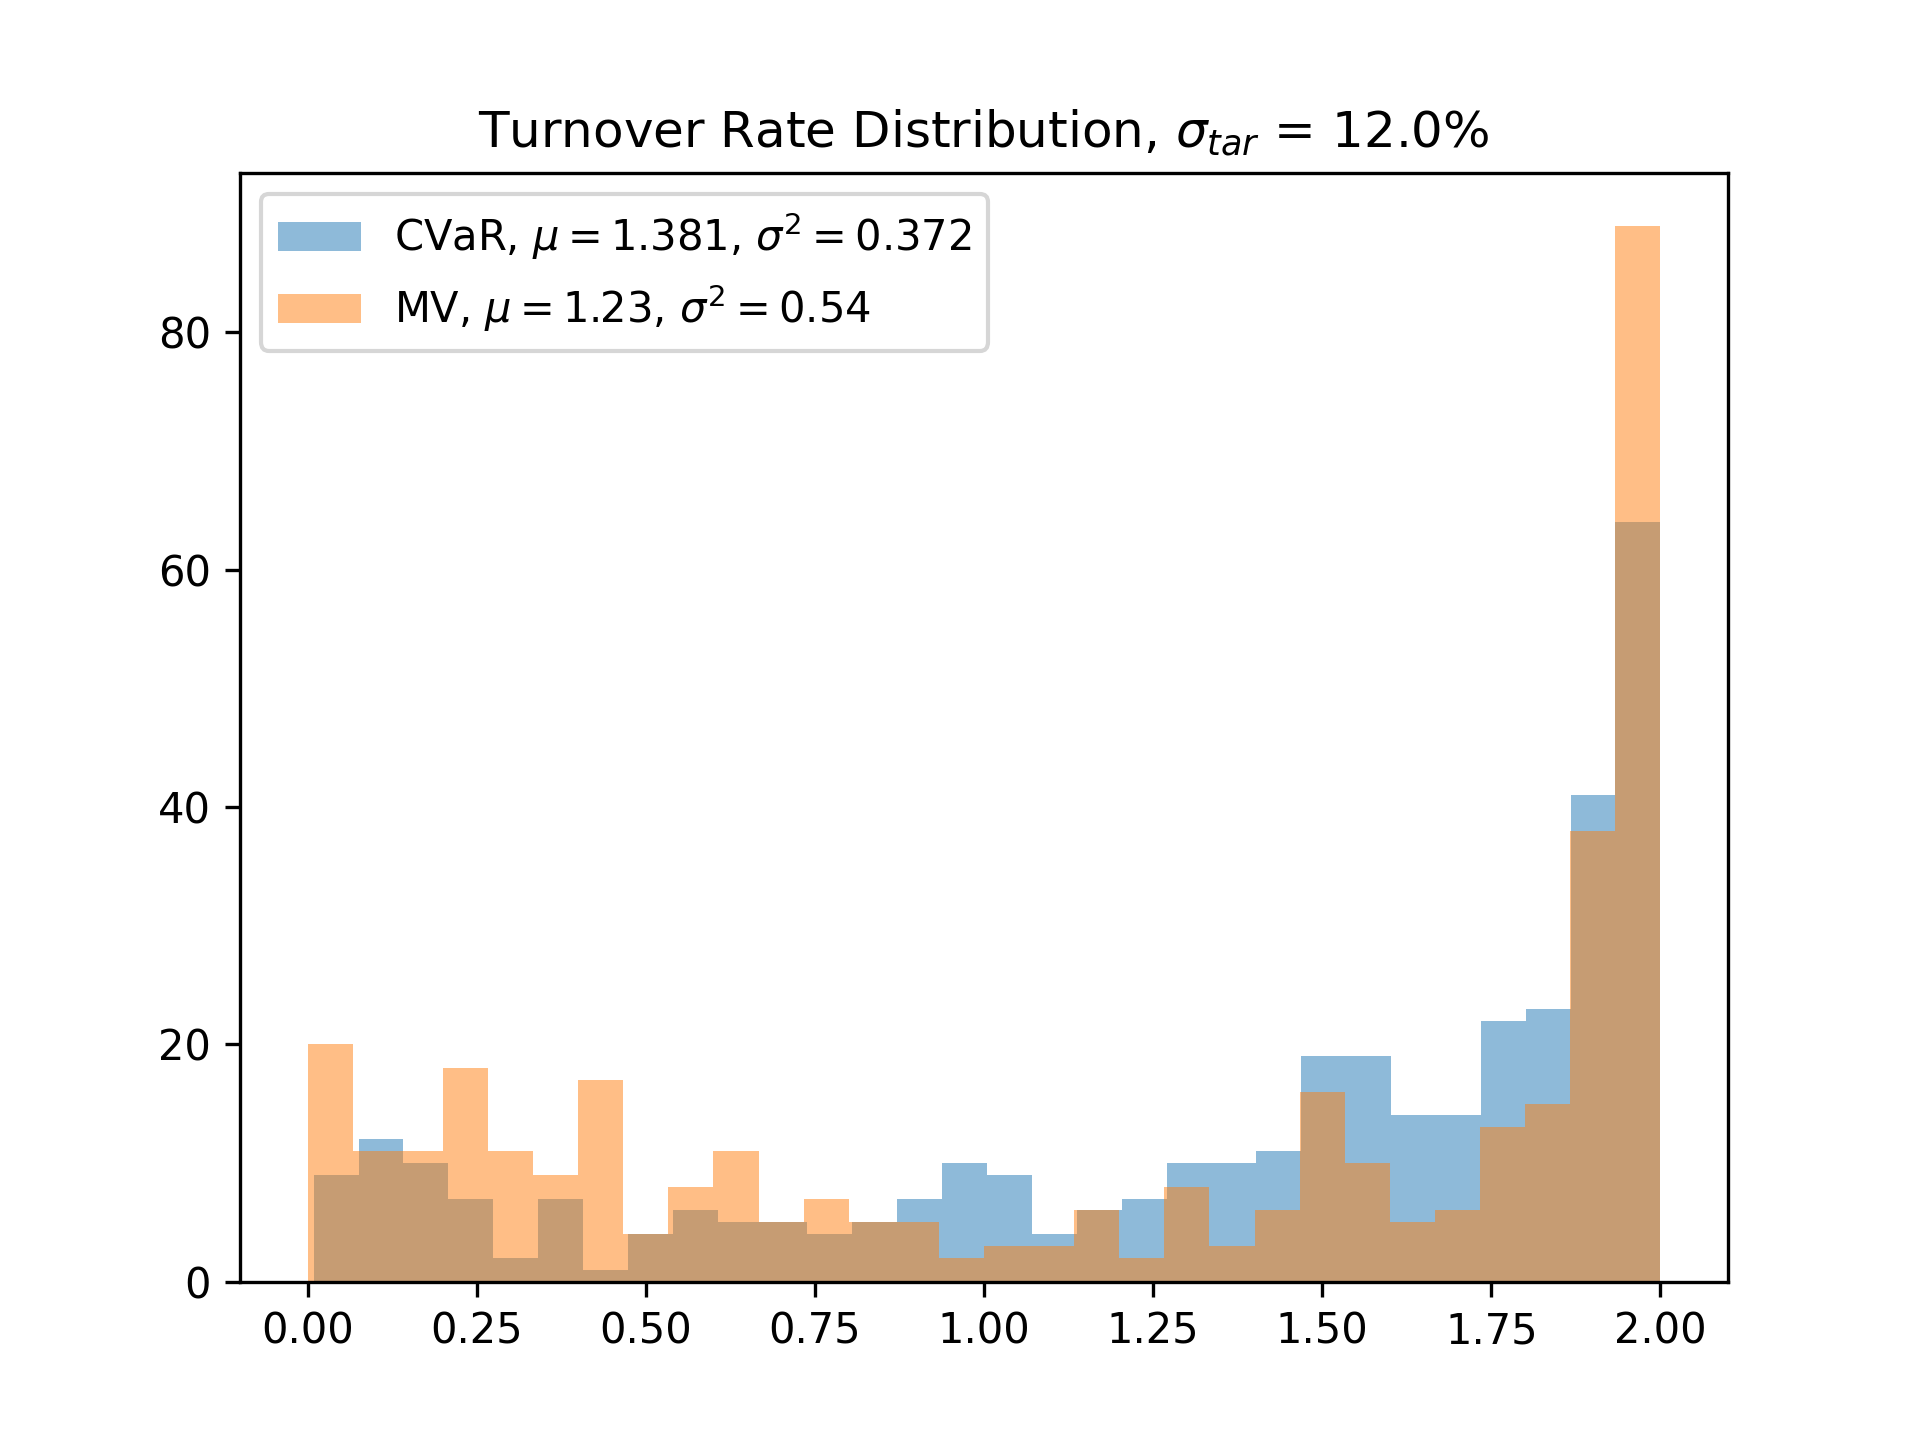 Turnover Rate Distribution, σ_tar = 12.0%
CVaR, μ = 1.381, σ² = 0.372
MV, μ = 1.23, σ² = 0.54
80
60
40
20
0
0.00 0.25 0.50 0.75 1.00 1.25 1.50 1.75 2.00